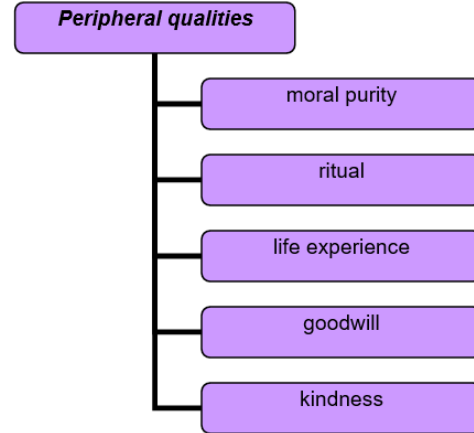 Peripheral qualities
moral purity
ritual
life experience
goodwill
kindness